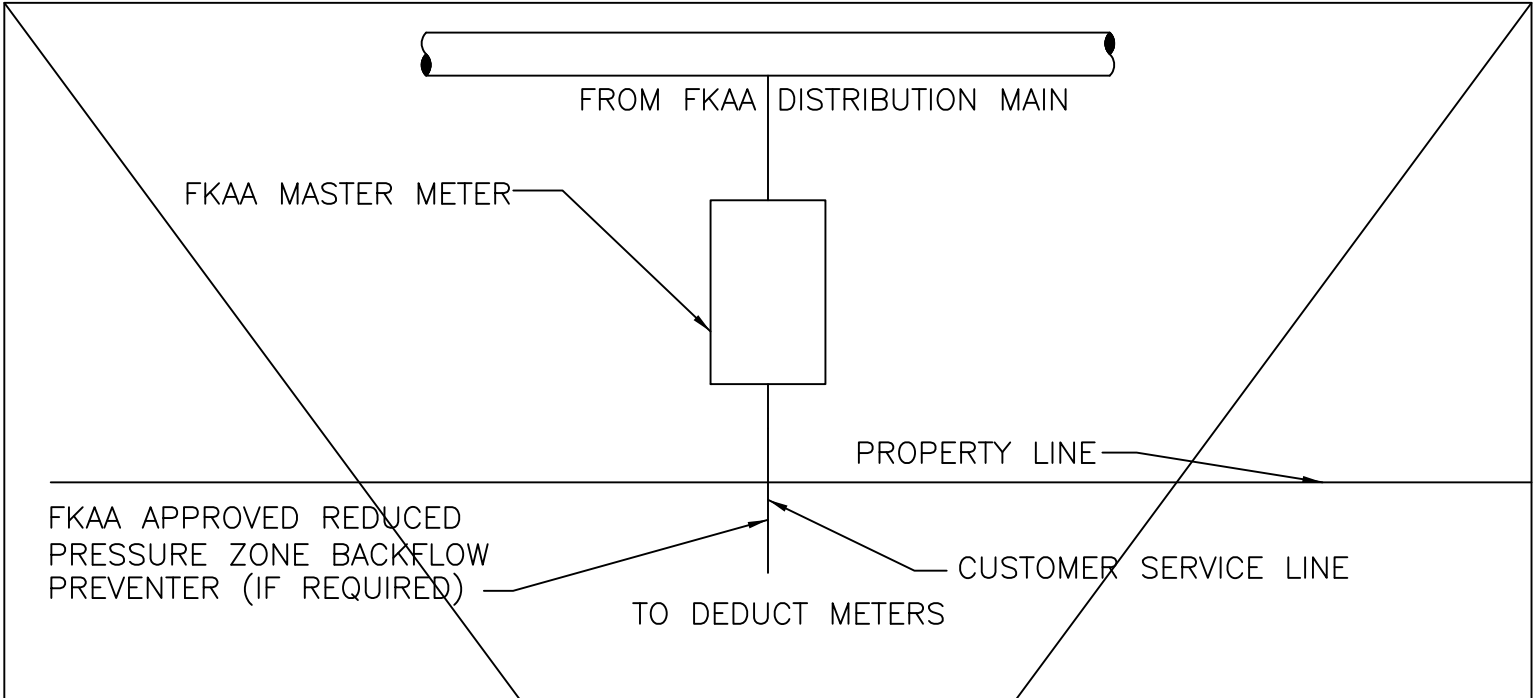 FROM FKAA DISTRIBUTION MAIN
FKAA MASTER METER
PROPERTY LINE
FKAA APPROVED REDUCED
PRESSURE ZONE BACKFLOW
PREVENTER (IF REQUIRED)
CUSTOMER SERVICE LINE
TO DEDUCT METERS